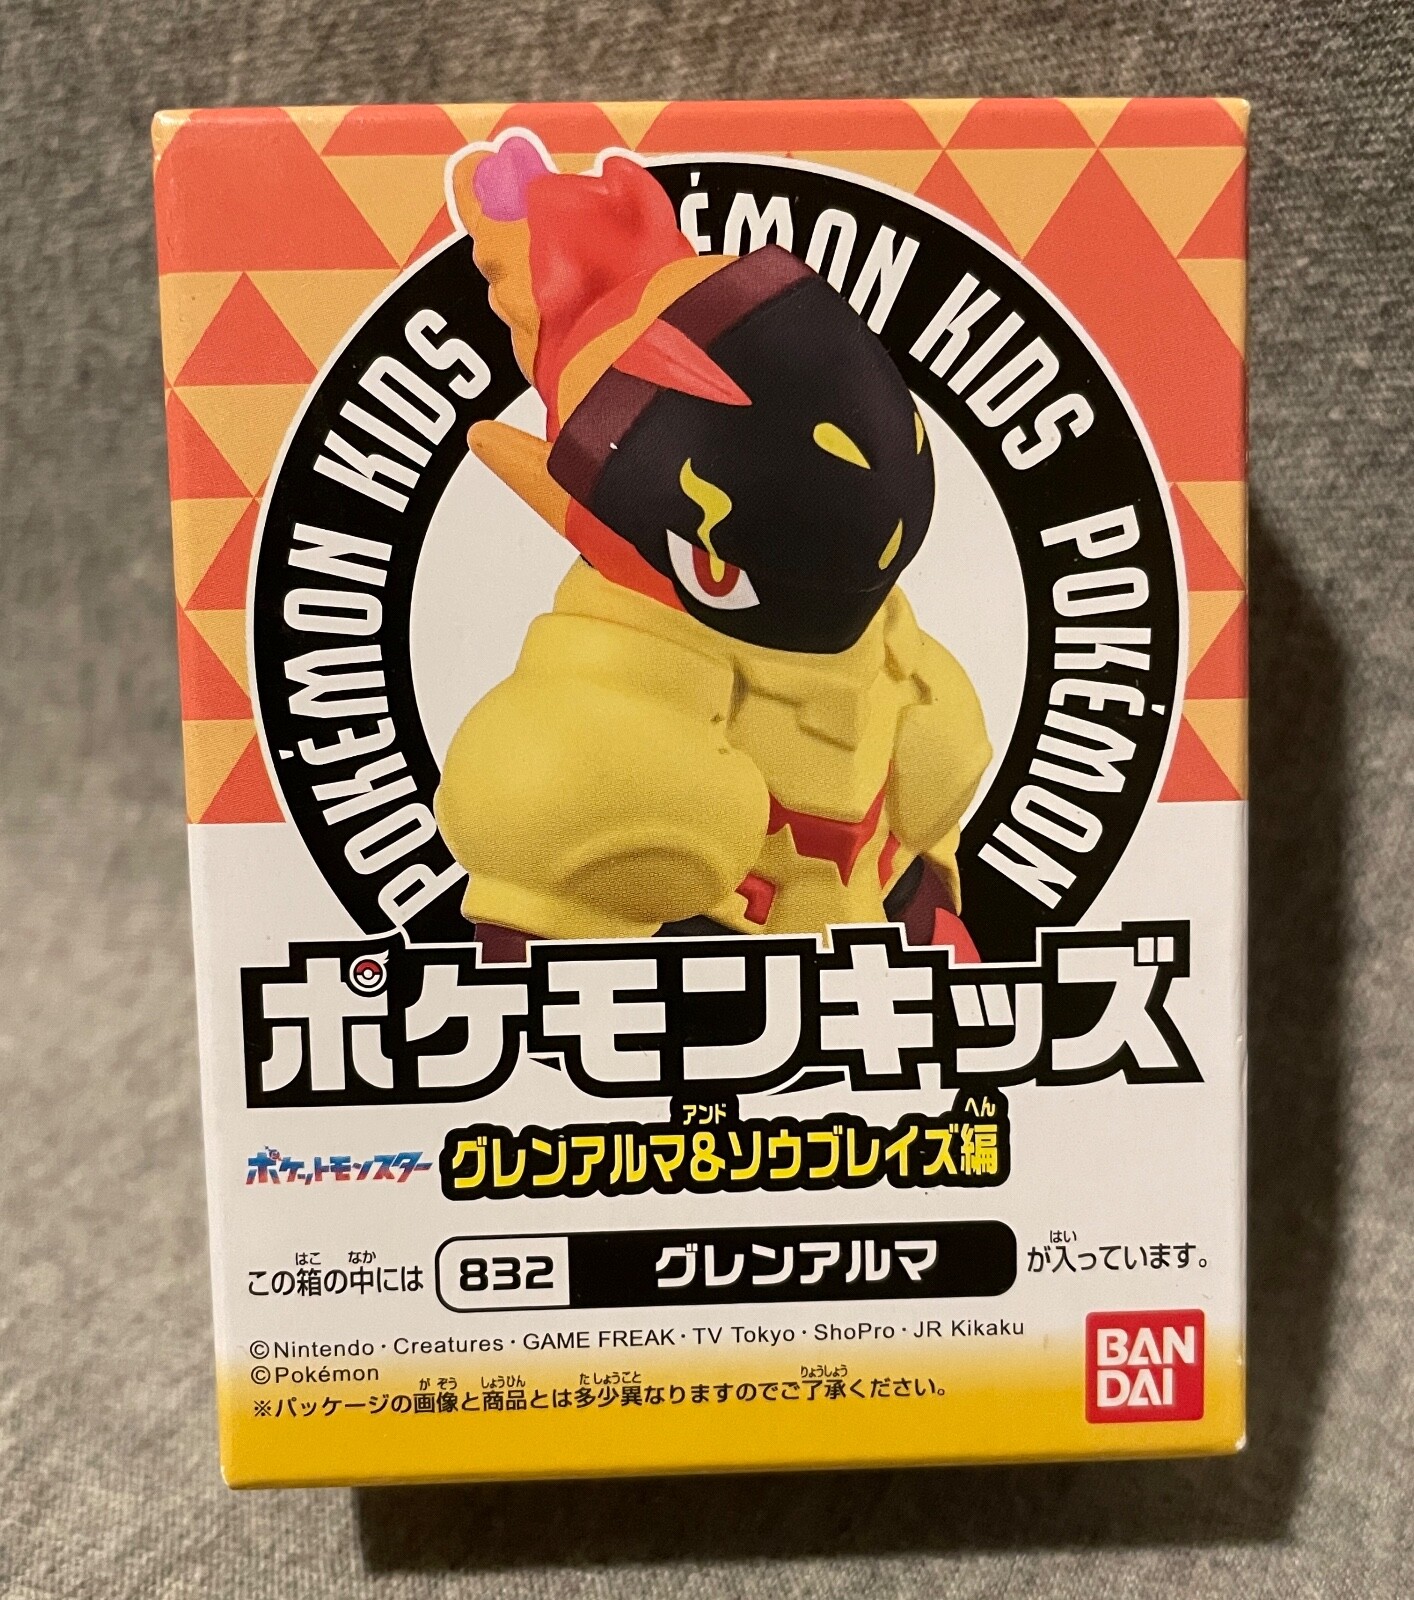 POKÉMON KIDS
POKÉMON KIDS
POKÉMON
ポケモンキッズ
アンド へん
グレンアルマ&ソウブレイズ編
ポケットモンスター
はこ なか はい
この箱の中には 832 グレンアルマ が入っています。
©Nintendo・Creatures・GAME FREAK・TV Tokyo・ShoPro・JR Kikaku
©Pokémon
がぞう しょうひん たしょうこと りょうしょう
※パッケージの画像と商品とは多少異なりますのでご了承ください。
BAN
DAI